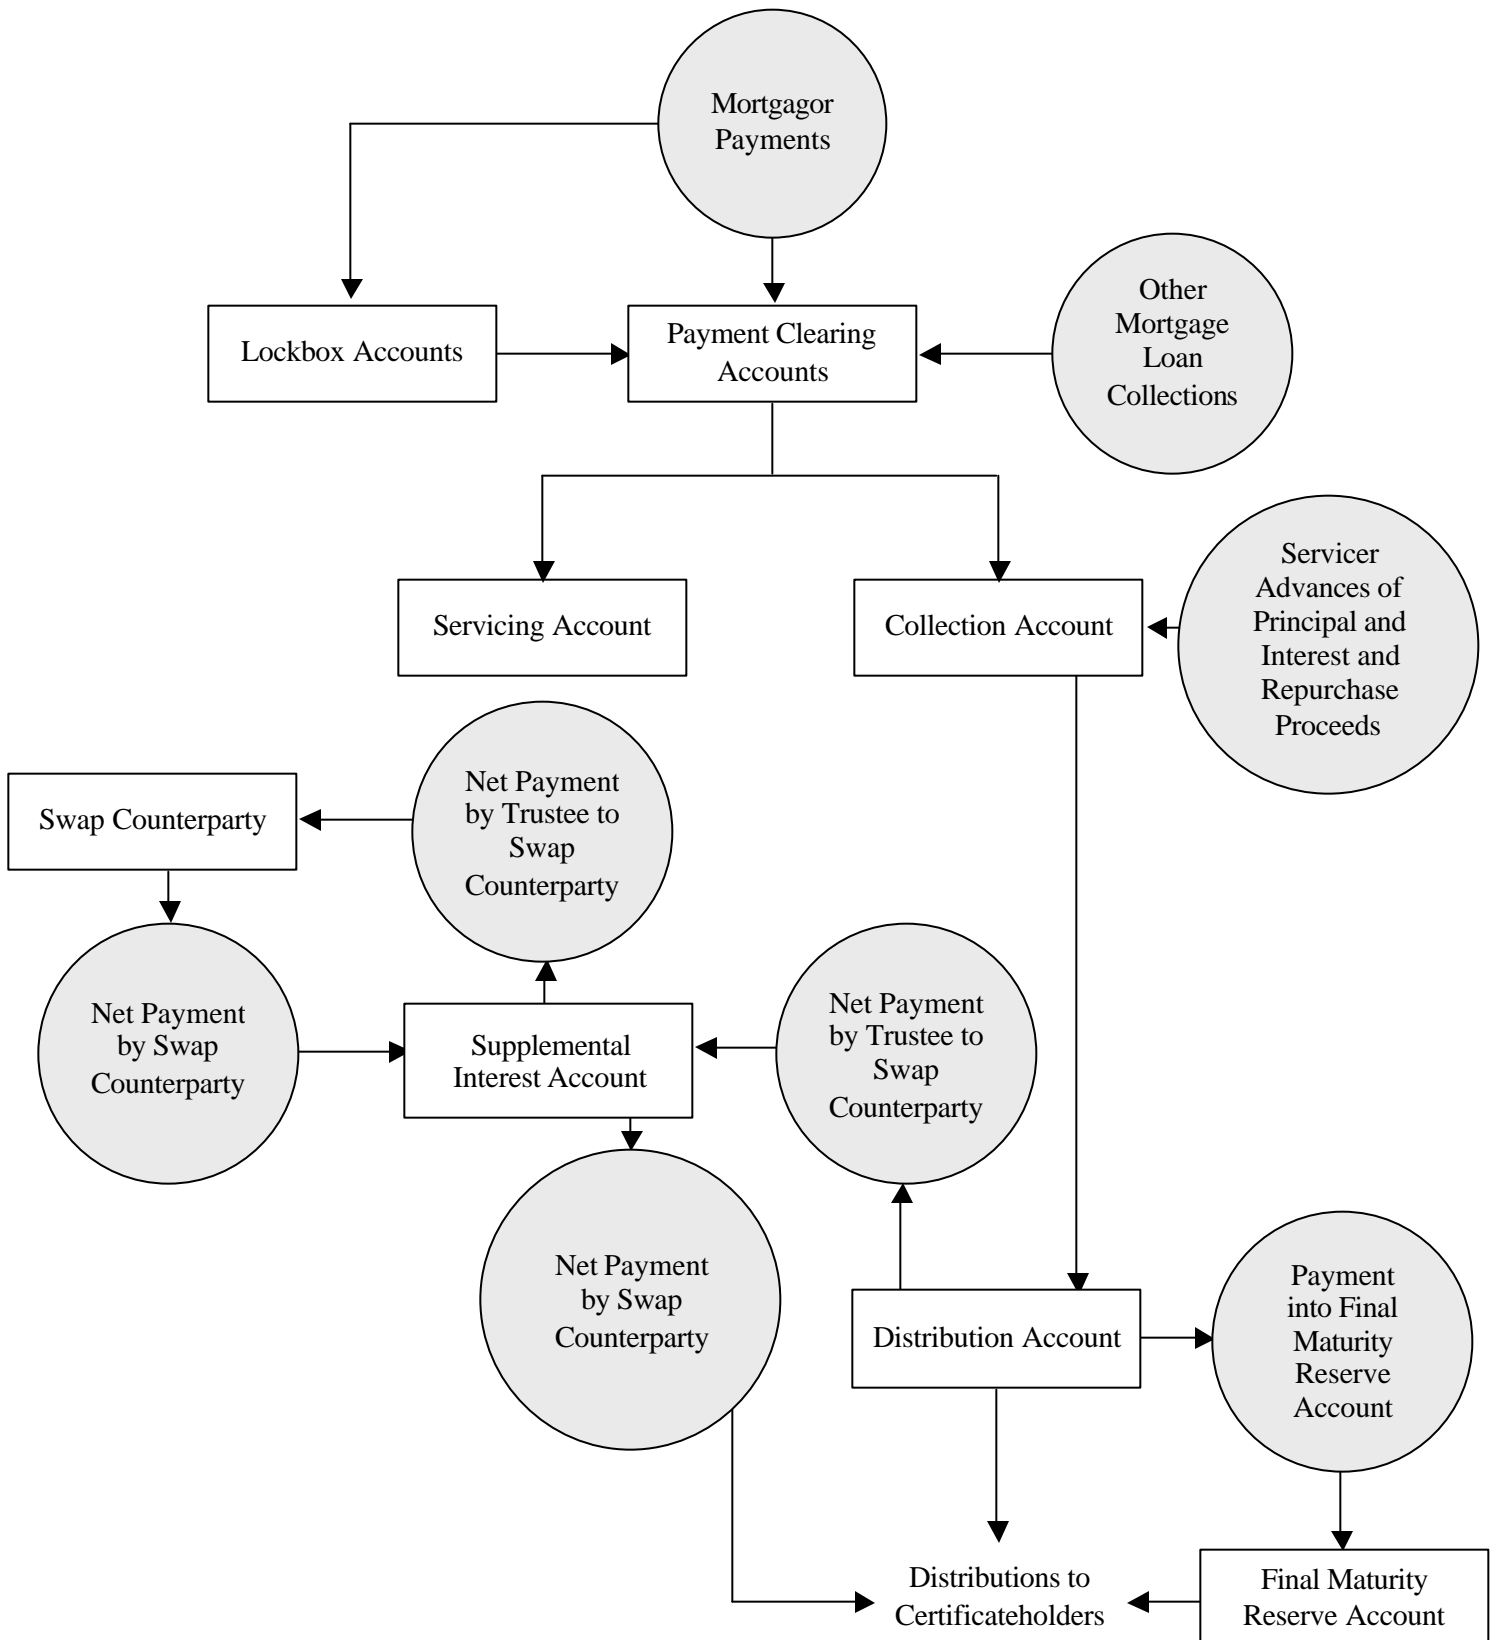 Mortgagor
Payments
Other
Mortgage
Loan
Collections
Lockbox Accounts
Payment Clearing
Accounts
Servicer
Advances of
Principal and
Interest and
Repurchase
Proceeds
Servicing Account
Collection Account
Swap Counterparty
Net Payment
by Trustee to
Swap
Counterparty
Net Payment
by Swap
Counterparty
Supplemental
Interest Account
Net Payment
by Trustee to
Swap
Counterparty
Net Payment
by Swap
Counterparty
Distribution Account
Payment
into Final
Maturity
Reserve
Account
Distributions to
Certificateholders
Final Maturity
Reserve Account